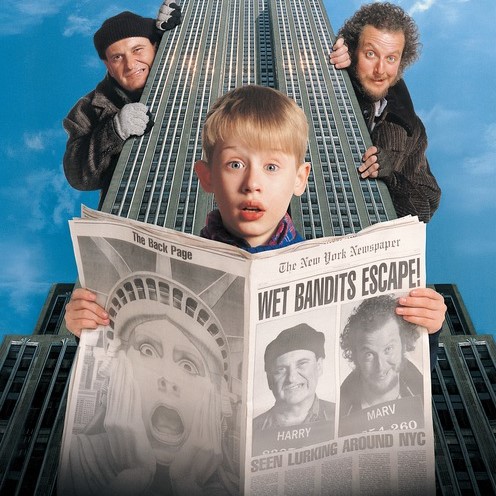 The Back Page
The New York Newspaper
WET BANDITS ESCAPE!
HARRY
MARV
SEEN LURKING AROUND NYC